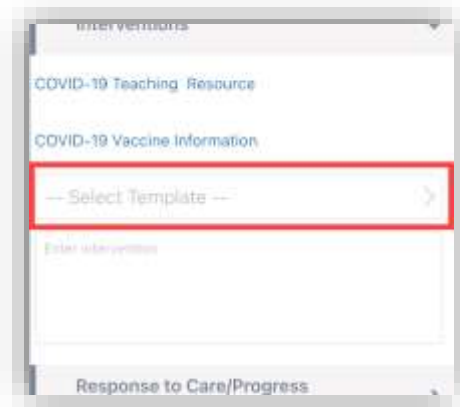 Interventions
COVID-19 Teaching Resource
COVID-19 Vaccine Information
-- Select Template --
Enter intervention
Response to Care/Progress